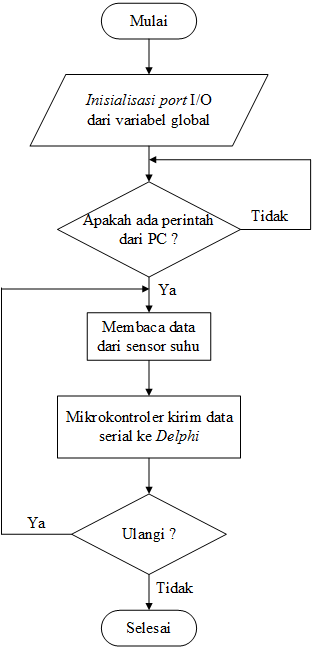 Mulai
Inisialisasi port I/O
dari variabel global
Apakah ada perintah
dari PC ?
Tidak
Ya
Membaca data
dari sensor suhu
Mikrokontroler kirim data
serial ke Delphi
Ya
Ulangi ?
Tidak
Selesai